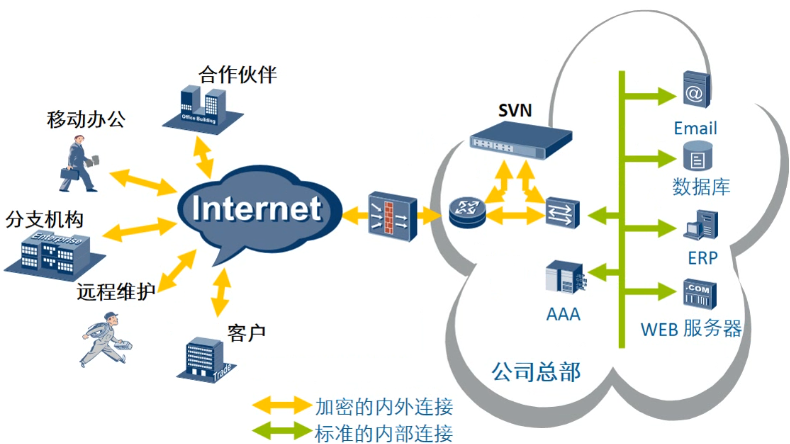 合作伙伴
Office Building
移动办公
分支机构
Enterprise
远程维护
客户
Trade
Internet
SVN
Email
数据库
ERP
.COM
WEB 服务器
AAA
公司总部
加密的内外连接
标准的内部连接
@